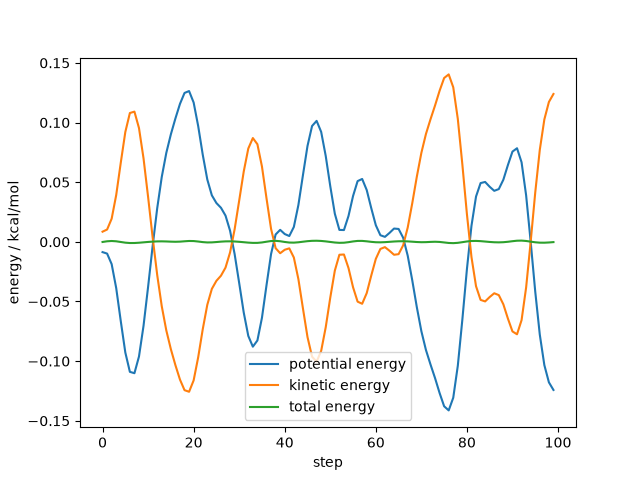 0.15
0.10
0.05
0.00
−0.05
−0.10
−0.15
energy / kcal/mol
potential energy
kinetic energy
total energy
0 20 40 60 80 100
step